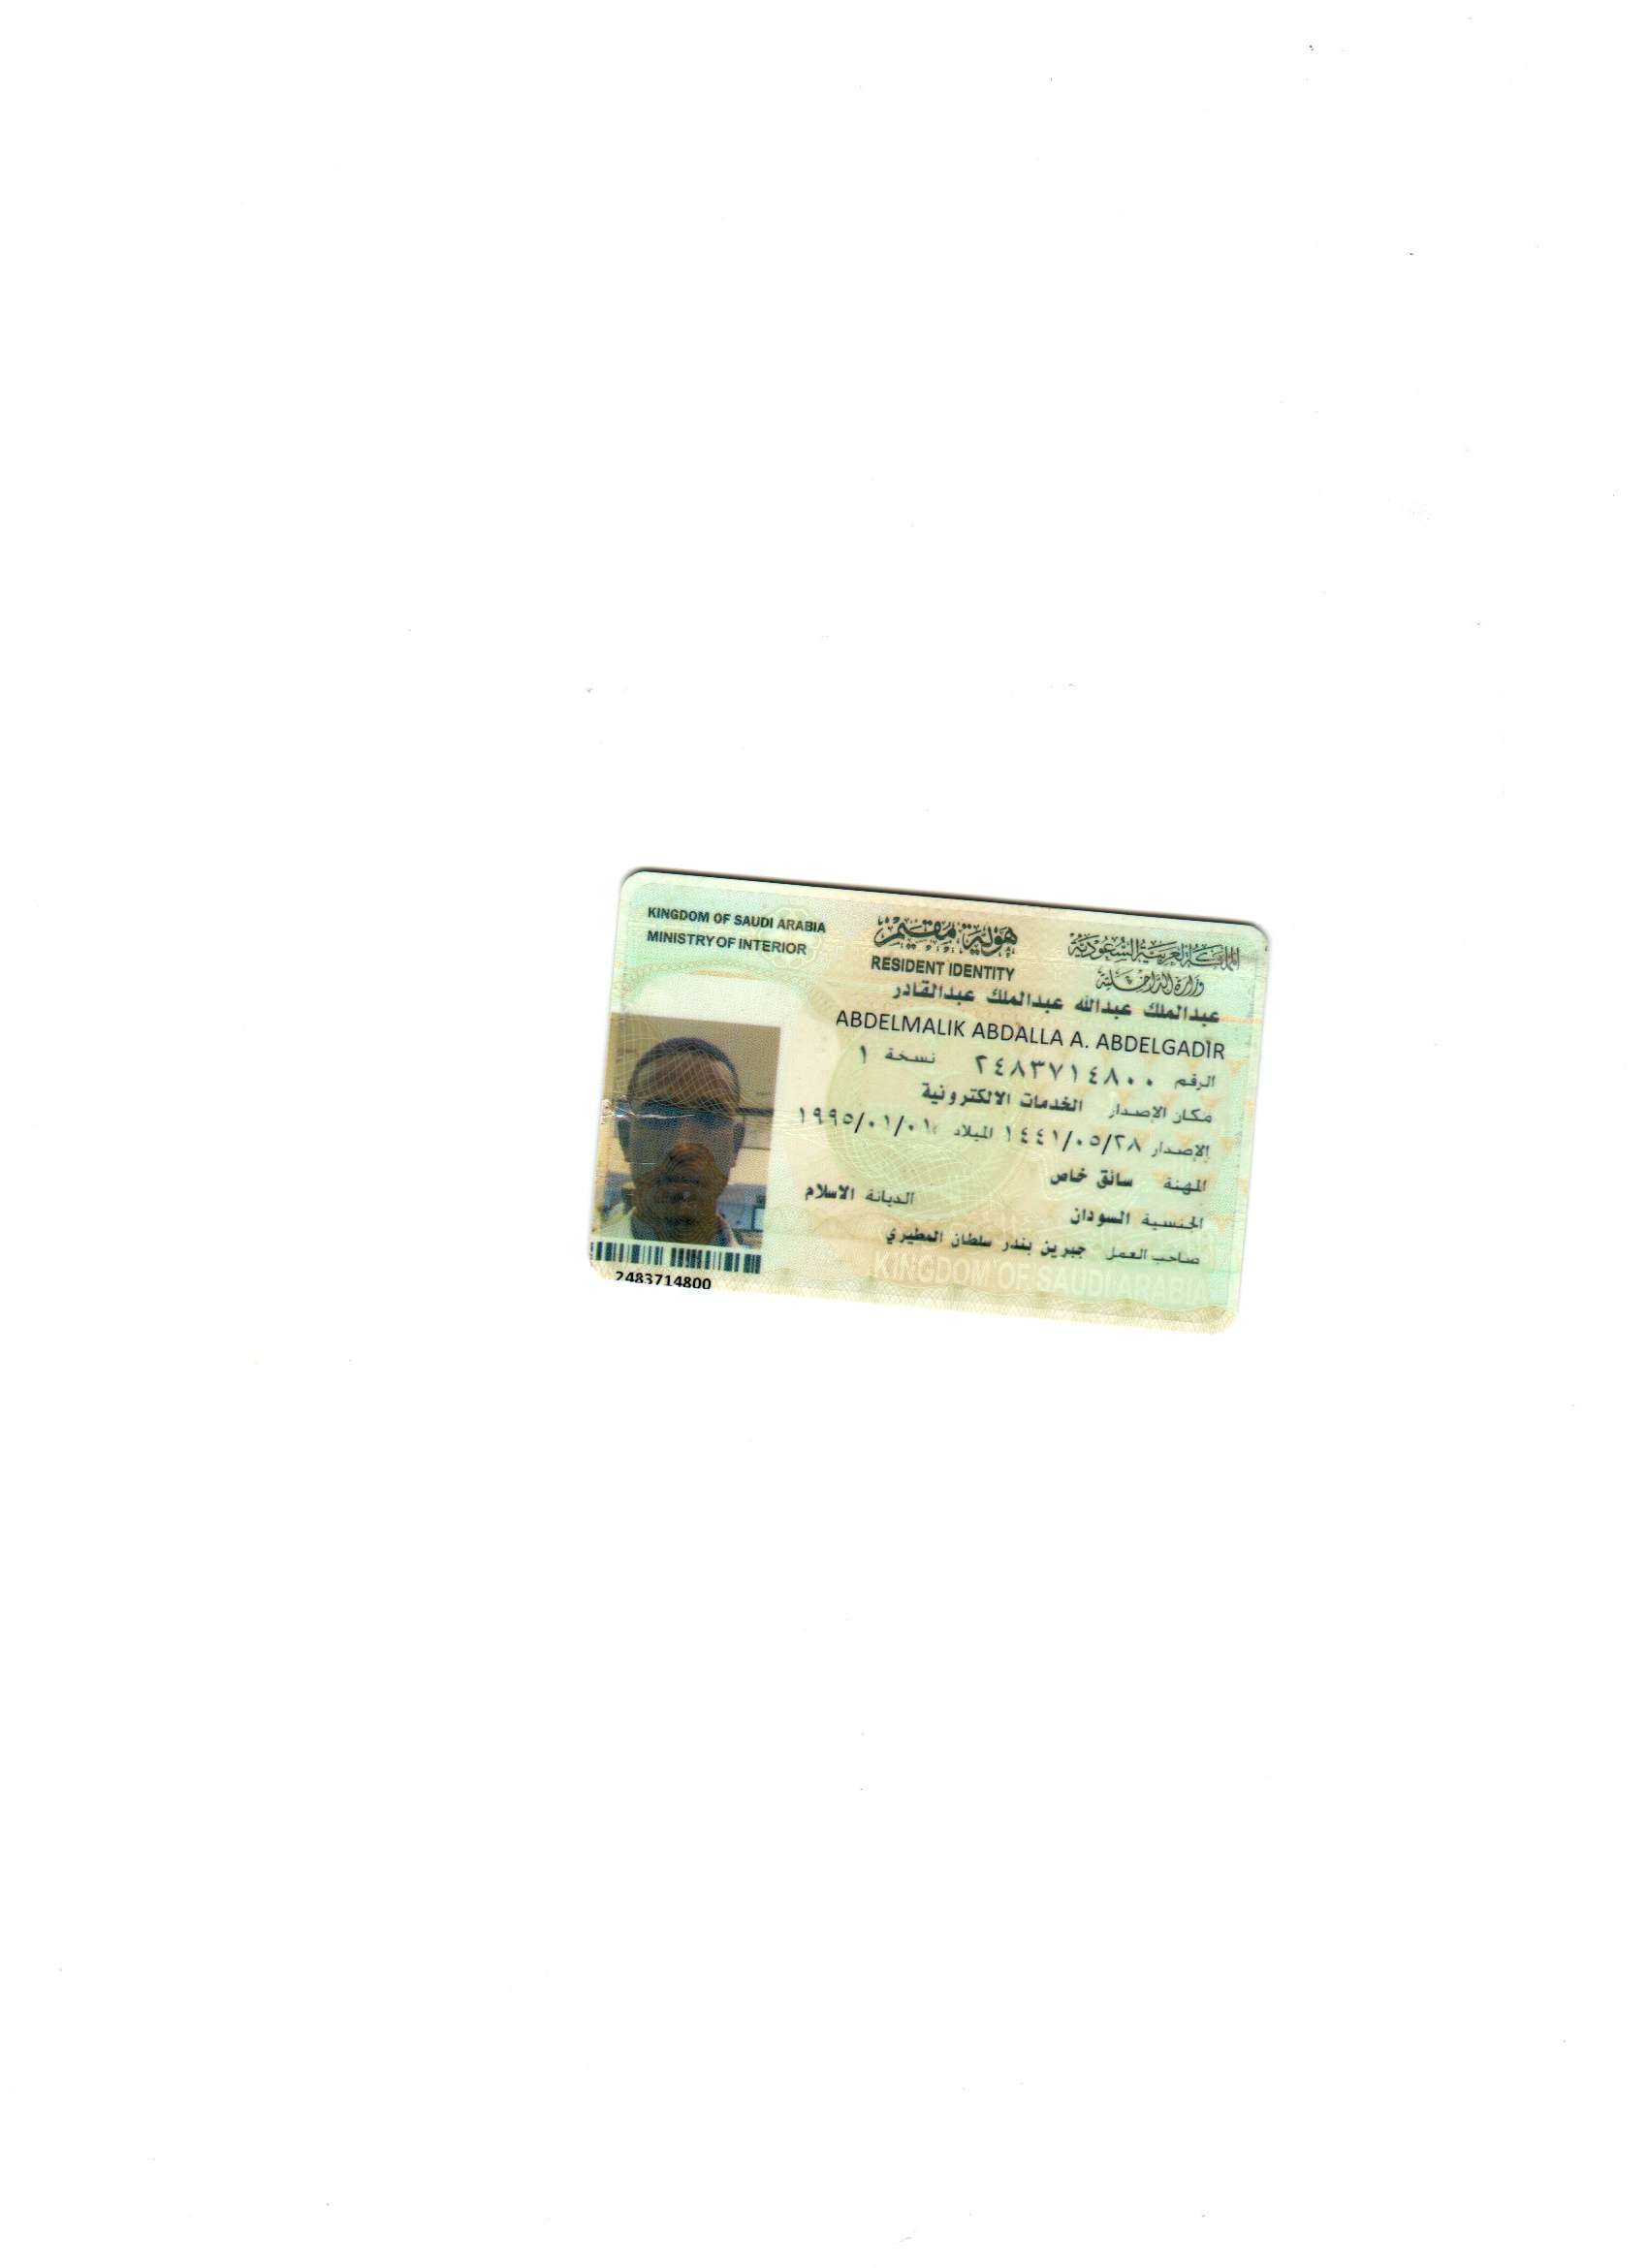 KINGDOM OF SAUDI ARABIA
MINISTRY OF INTERIOR
هوية مقيم
RESIDENT IDENTITY
المملكة العربية السعودية
وزارة الداخلية
عبدالملك عبدالله عبدالملك عبدالقادر
ABDELMALIK ABDALLA A. ABDELGADIR
الرقم ٢٤٨٣٧١٤٨٠٠ نسخة ١
مكان الإصدار الخدمات الالكترونية
الإصدار ١٤٤١/٠٥/٢٨ الميلاد ١٩٩٥/٠١/٠١
المهنة سائق خاص
الجنسية السودان الديانة الاسلام
صاحب العمل جبرين بندر سلطان المطيري
KINGDOM OF SAUDI ARABIA
2483714800